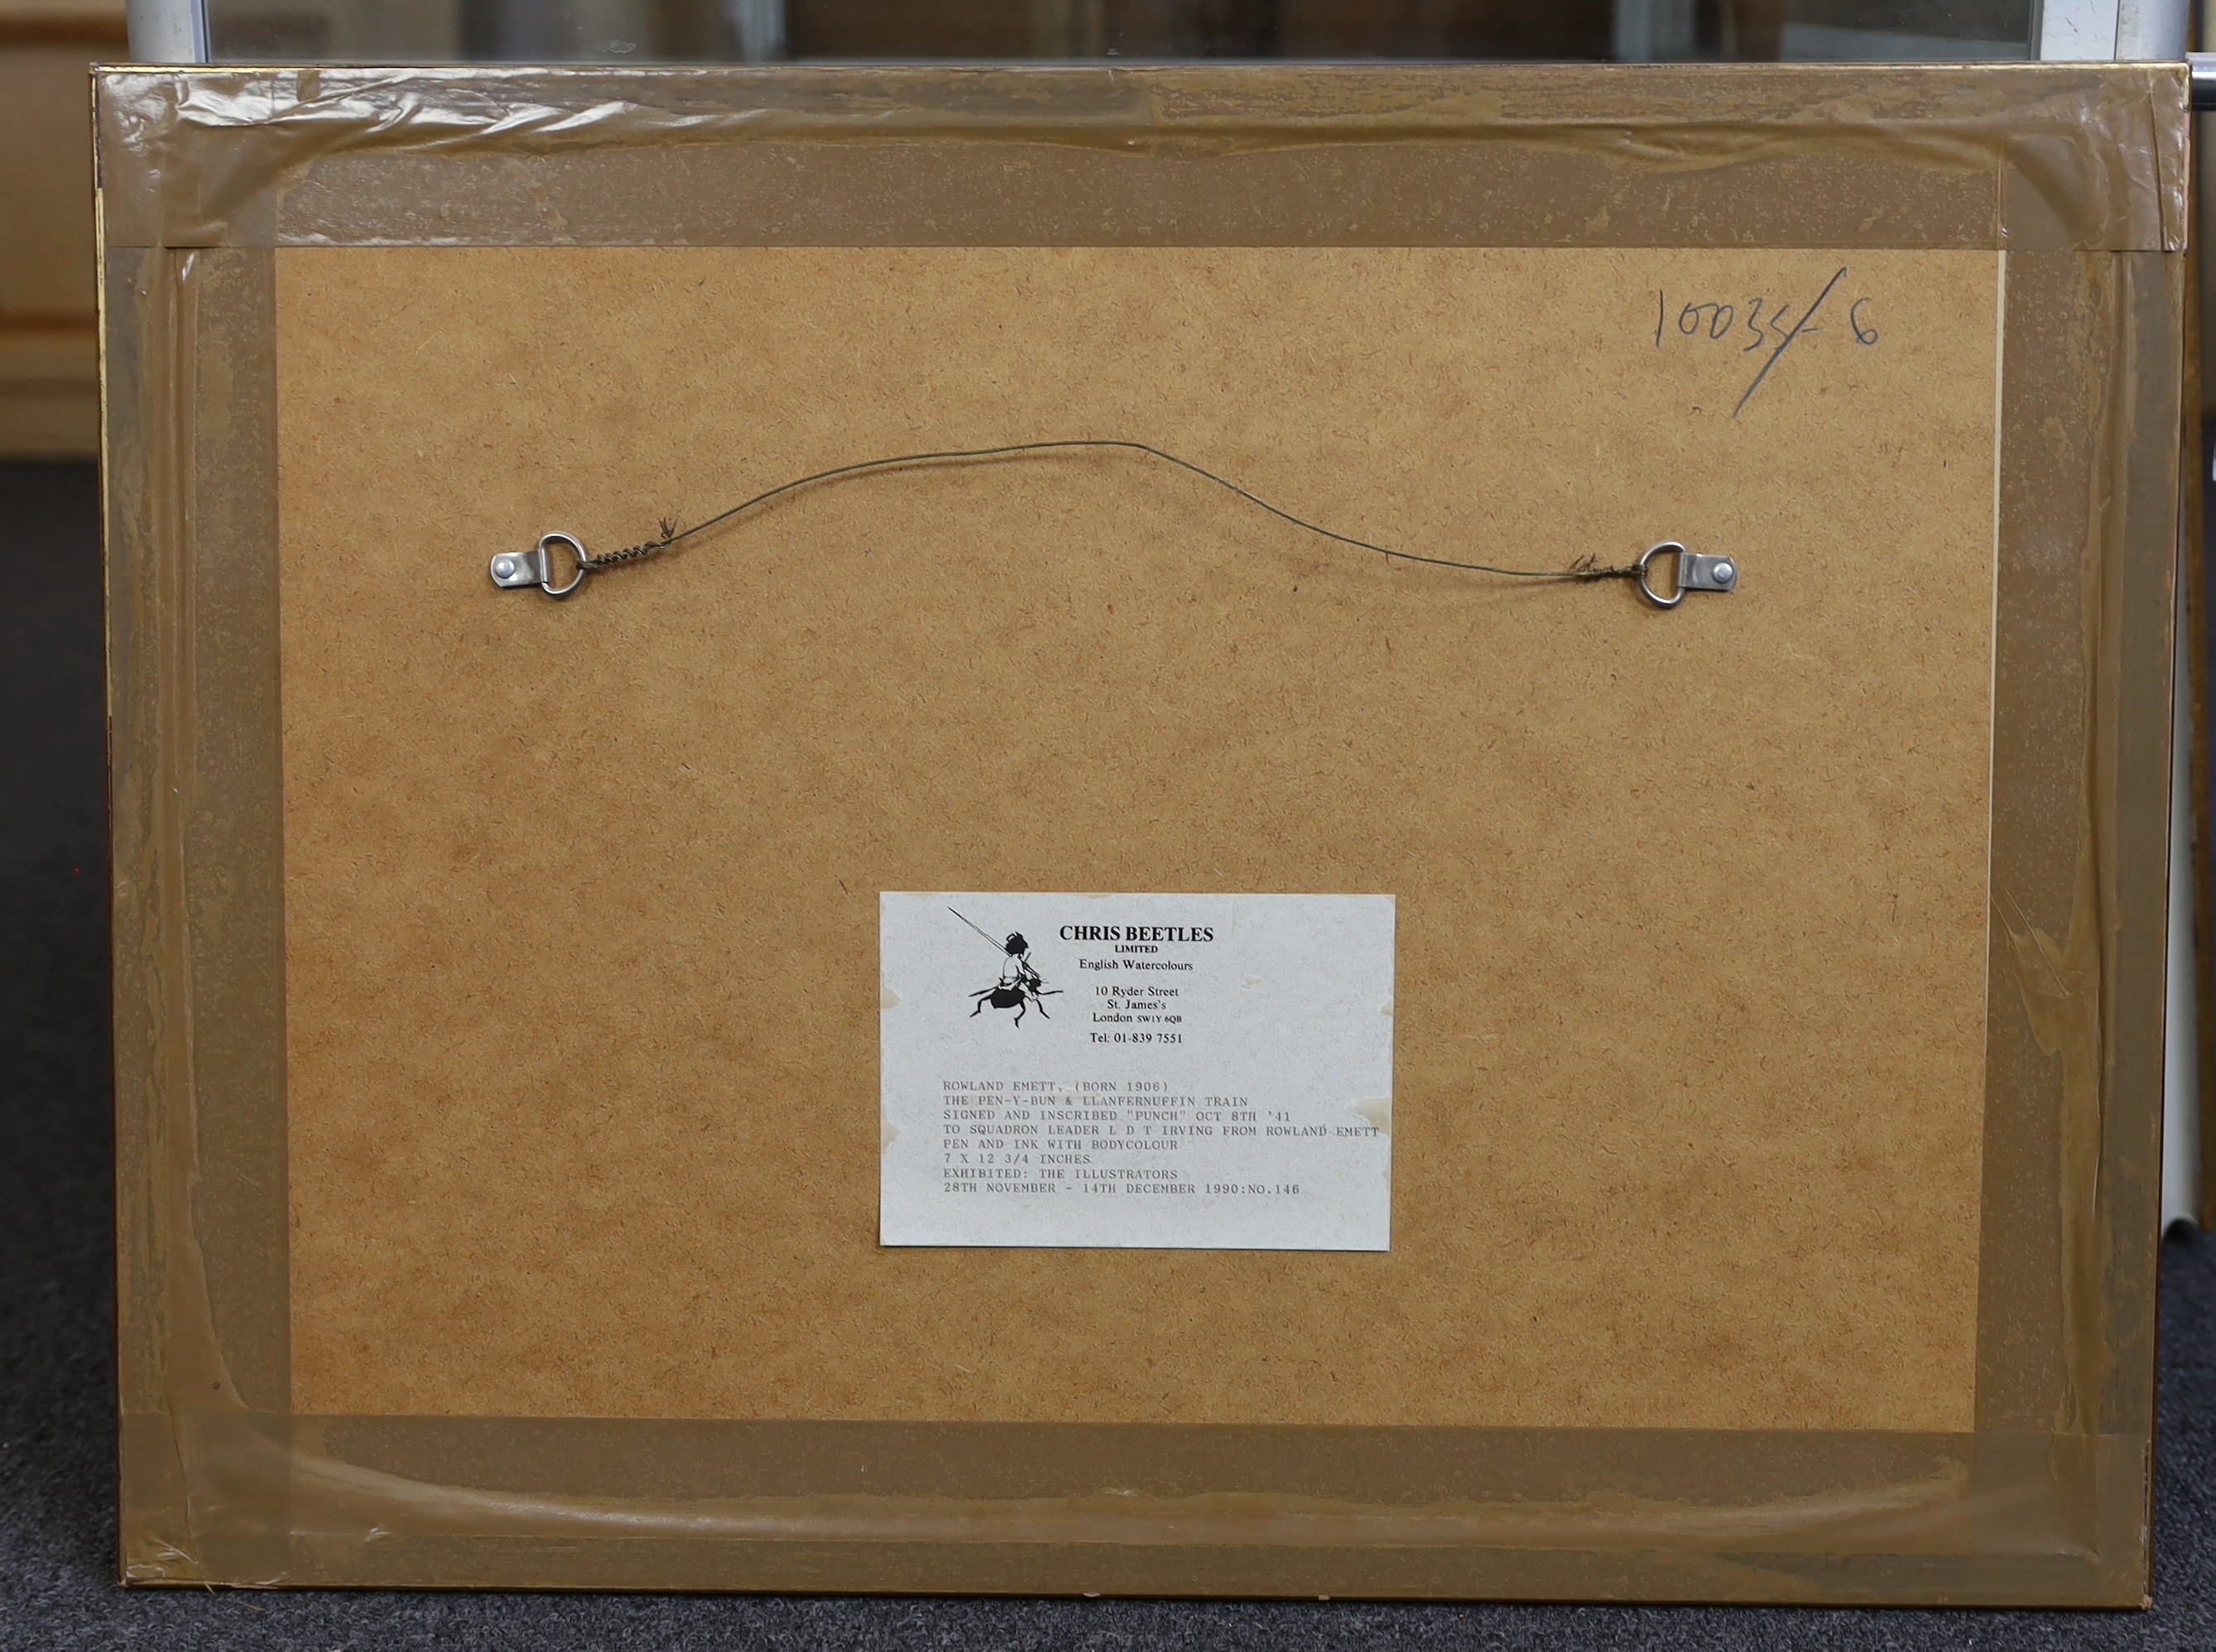 10035/-6
CHRIS BEETLES
LIMITED
English Watercolours
10 Ryder Street
St. James's
London SW1Y 6QB
Tel: 01-839 7551
ROWLAND EMETT, (BORN 1906)
THE PEN-Y-BUN & LLANFERNUFFIN TRAIN
SIGNED AND INSCRIBED "PUNCH" OCT 8TH '41
TO SQUADRON LEADER L D T IRVING FROM ROWLAND EMETT
PEN AND INK WITH BODYCOLOUR
7 X 12 3/4 INCHES
EXHIBITED: THE ILLUSTRATORS
28TH NOVEMBER - 14TH DECEMBER 1990:NO.146